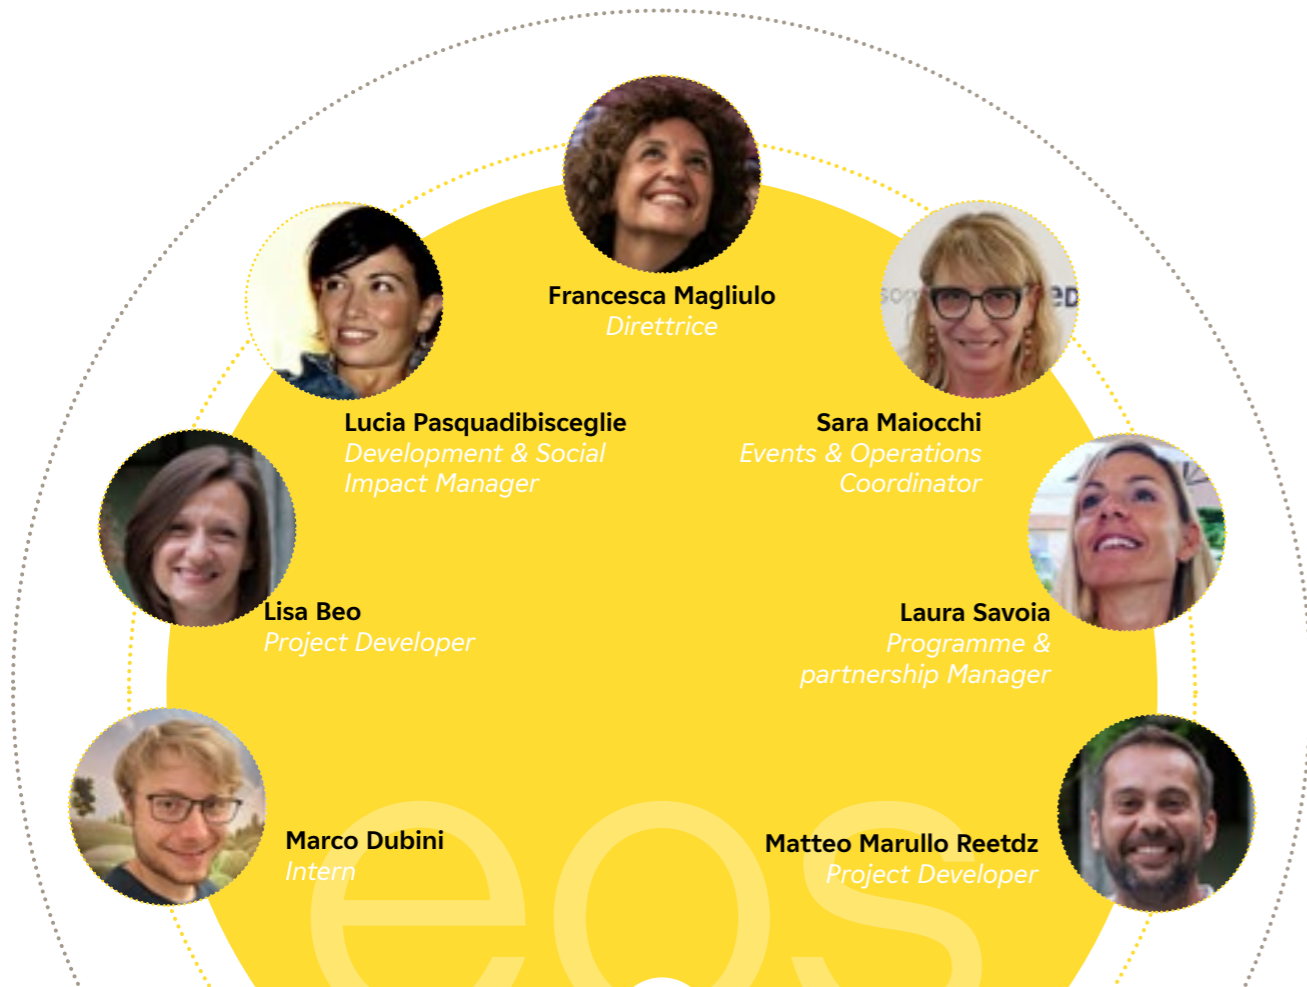 Francesca Magliulo
Direttrice
Lucia Pasquadibisceglie
Development & Social
Impact Manager
Sara Maiocchi
Events & Operations
Coordinator
Lisa Beo
Project Developer
Laura Savoia
Programme &
partnership Manager
Marco Dubini
Intern
Matteo Marullo Reetdz
Project Developer
eos